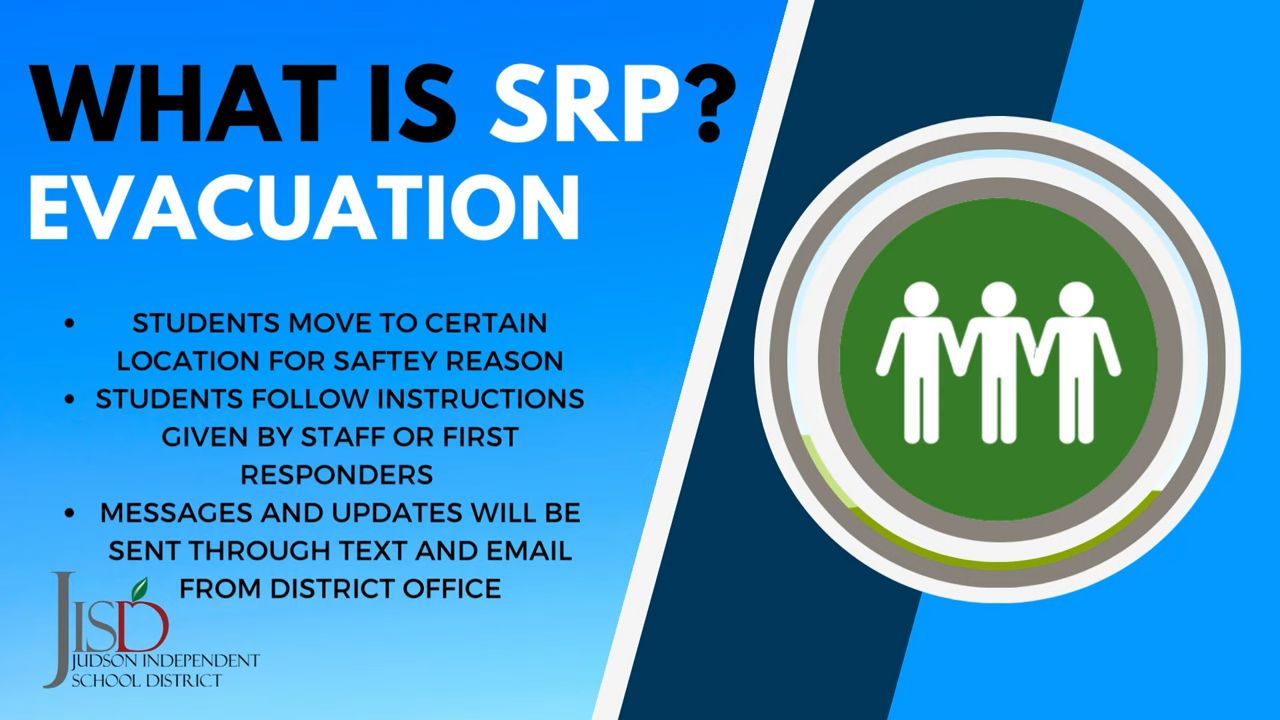 WHAT IS SRP?
EVACUATION
• STUDENTS MOVE TO CERTAIN
LOCATION FOR SAFTEY REASON
• STUDENTS FOLLOW INSTRUCTIONS
GIVEN BY STAFF OR FIRST
RESPONDERS
• MESSAGES AND UPDATES WILL BE
SENT THROUGH TEXT AND EMAIL
FROM DISTRICT OFFICE
JISD
JUDSON INDEPENDENT
SCHOOL DISTRICT